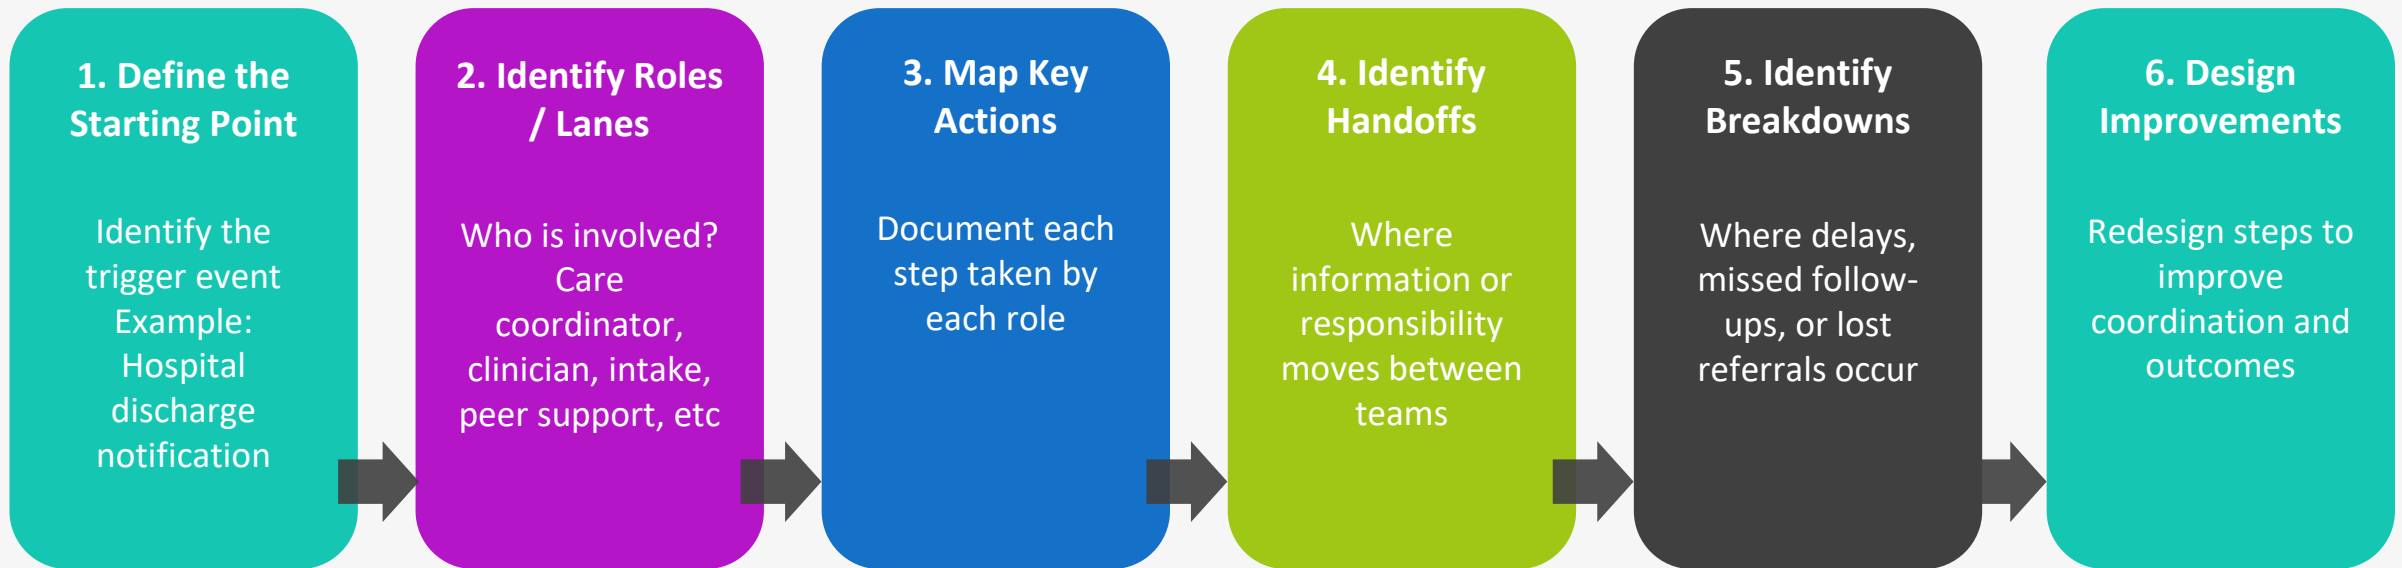 1. Define the
Starting Point
Identify the
trigger event
Example:
Hospital
discharge
notification
2. Identify Roles
/ Lanes
Who is involved?
Care
coordinator,
clinician, intake,
peer support, etc
3. Map Key
Actions
Document each
step taken by
each role
4. Identify
Handoffs
Where
information or
responsibility
moves between
teams
5. Identify
Breakdowns
Where delays,
missed follow-
ups, or lost
referrals occur
6. Design
Improvements
Redesign steps to
improve
coordination and
outcomes